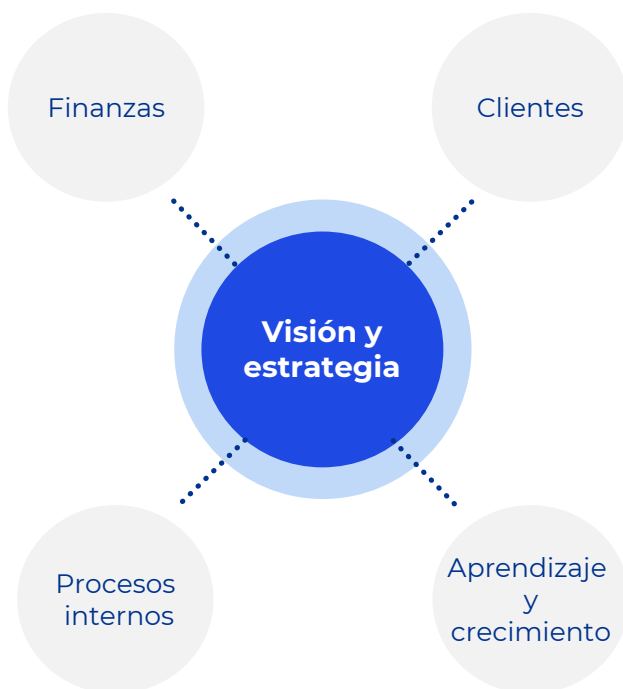 Finanzas
Clientes
Visión y
estrategia
Procesos
internos
Aprendizaje
y
crecimiento